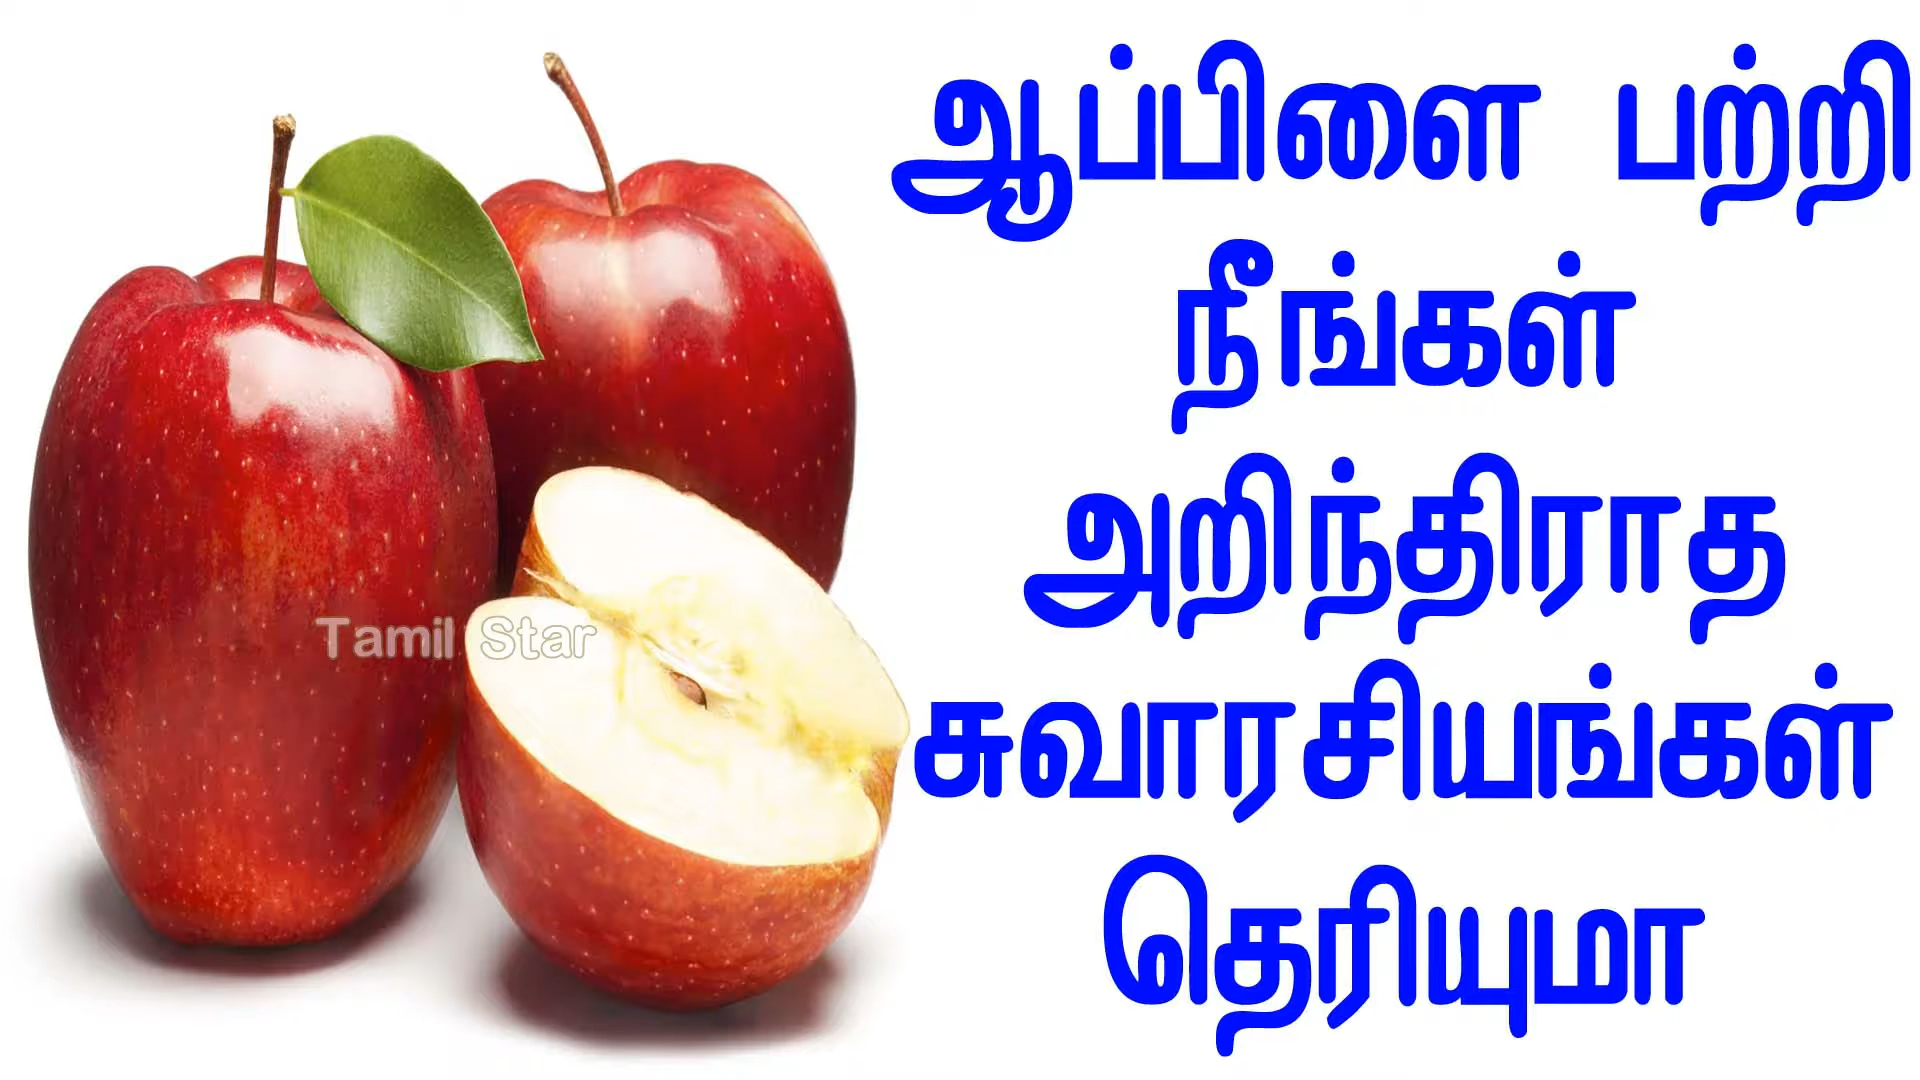 ஆப்பிளை பற்றி
நீங்கள்
அறிந்திராத
சுவாரசியங்கள்
தெரியுமா
Tamil Star